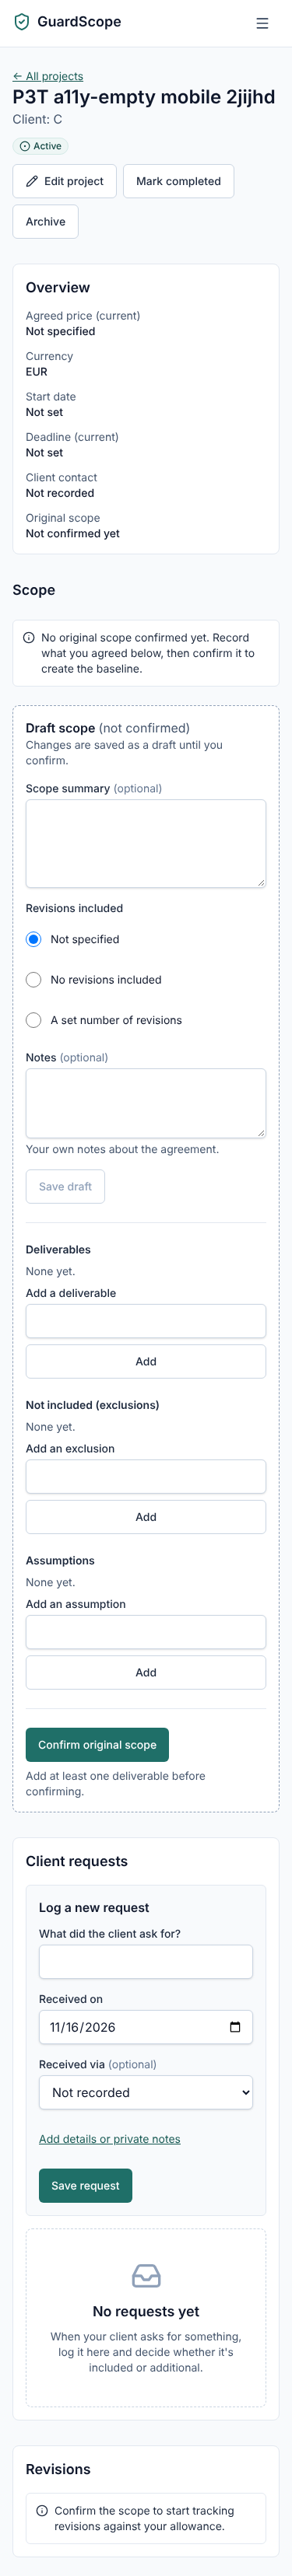 GuardScope
← All projects
P3T a11y-empty mobile 2jijhd
Client: C
Active
Edit project
Mark completed
Archive
Overview
Agreed price (current)
Not specified
Currency
EUR
Start date
Not set
Deadline (current)
Not set
Client contact
Not recorded
Original scope
Not confirmed yet
Scope
No original scope confirmed yet. Record
what you agreed below, then confirm it to
create the baseline.
Draft scope (not confirmed)
Changes are saved as a draft until you
confirm.
Scope summary (optional)
Revisions included
Not specified
No revisions included
A set number of revisions
Notes (optional)
Your own notes about the agreement.
Save draft
Deliverables
None yet.
Add a deliverable
Add
Not included (exclusions)
None yet.
Add an exclusion
Add
Assumptions
None yet.
Add an assumption
Add
Confirm original scope
Add at least one deliverable before
confirming.
Client requests
Log a new request
What did the client ask for?
Received on
11/16/2026
Received via (optional)
Not recorded
Add details or private notes
Save request
No requests yet
When your client asks for something,
log it here and decide whether it's
included or additional.
Revisions
Confirm the scope to start tracking
revisions against your allowance.